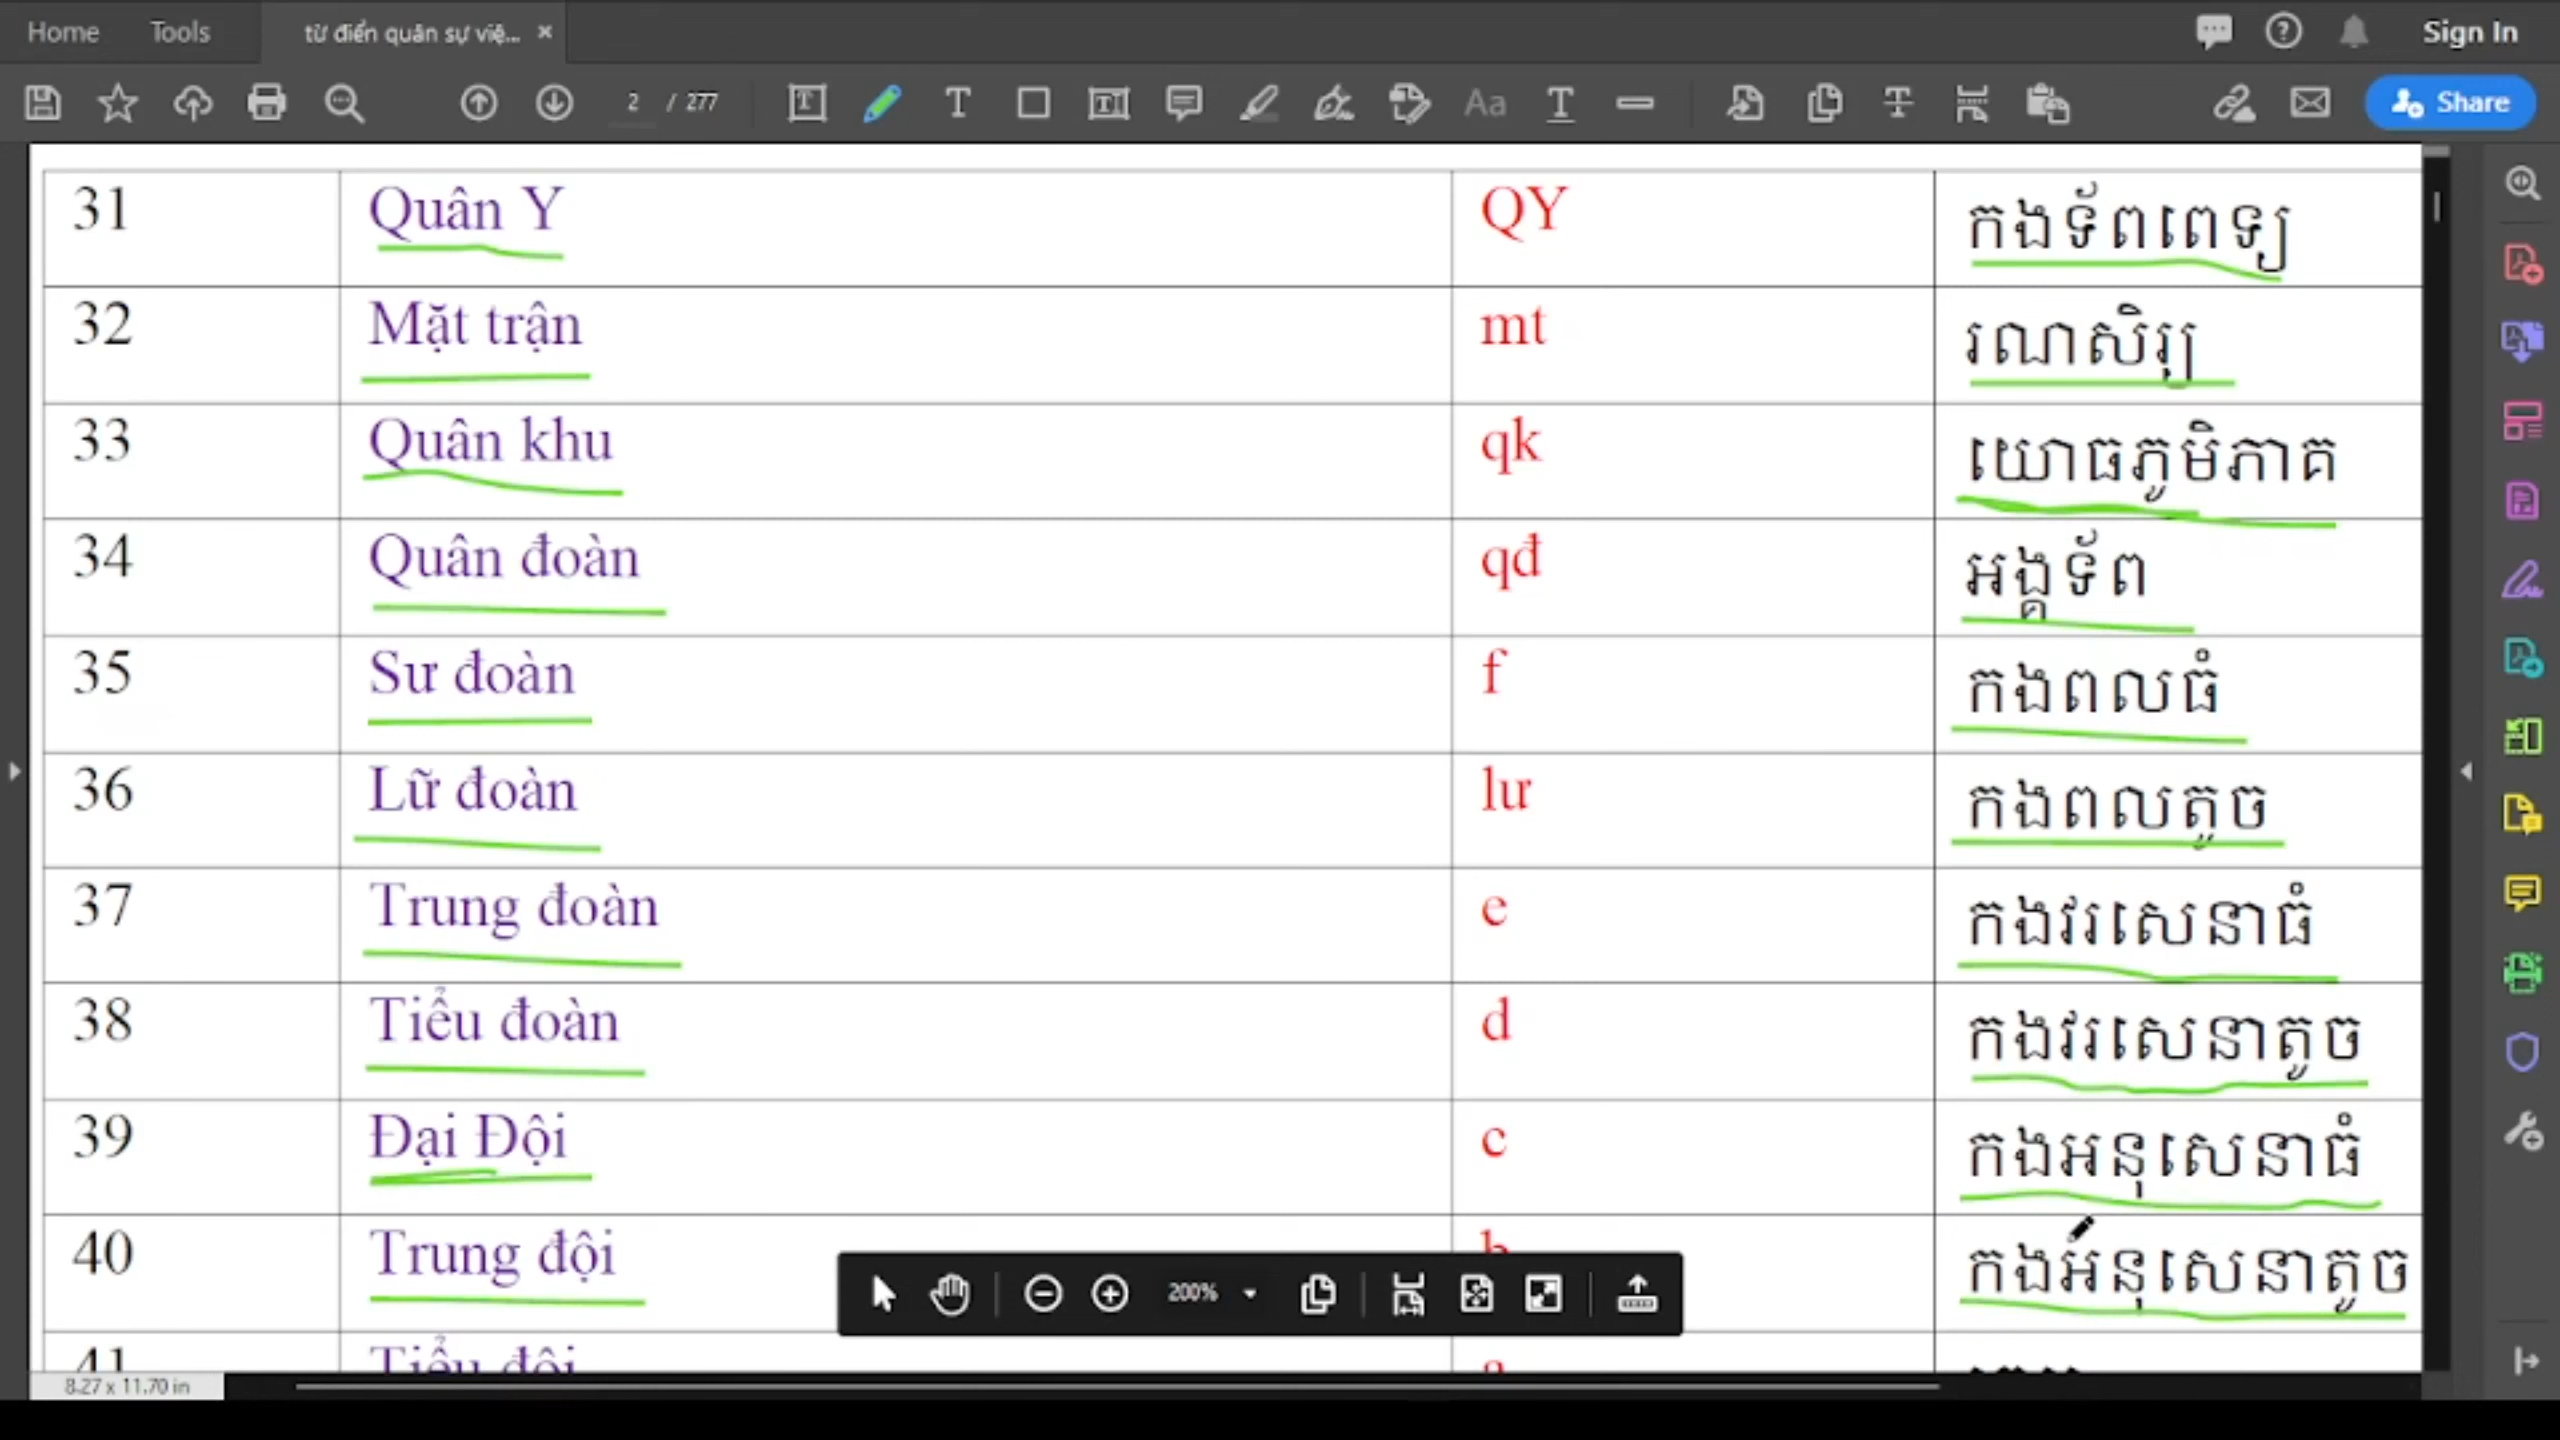 Home Tools từ điển quân sự việ... × Sign In
2 / 277 Aa Share
31 Quân Y QY កងទ័ពពេទ្យ
32 Mặt trận mt រណសិរ្ស
33 Quân khu qk យោធភូមិភាគ
34 Quân đoàn qđ អង្គទ័ព
35 Sư đoàn f កងពលធំ
36 Lữ đoàn lư កងពលតូច
37 Trung đoàn e កងវរសេនាធំ
38 Tiểu đoàn d កងវរសេនាតូច
39 Đại Đội c កងអនុសេនាធំ
40 Trung đội b កងអនុសេនាតូច
200%
41 Tiểu đội a
8.27 x 11.70 in